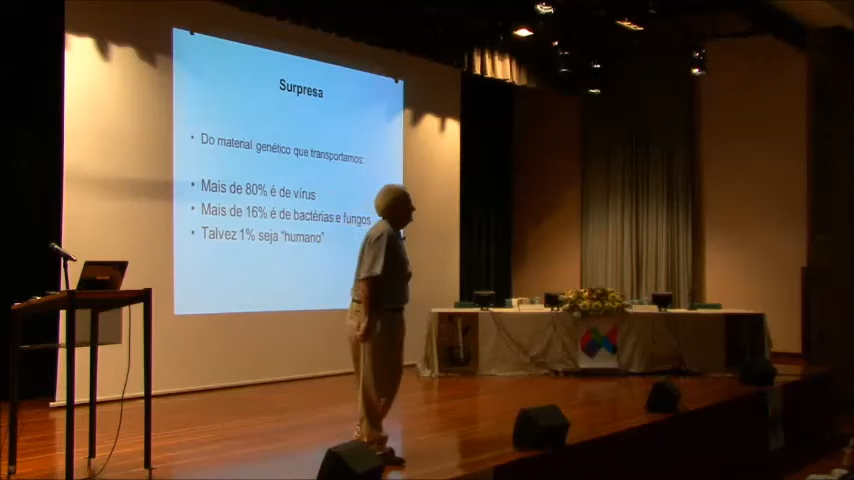 Surpresa
• Do material genético que transportamos:
• Mais de 80% é de vírus
• Mais de 16% é de bactérias e fungos
• Talvez 1% seja “humano”